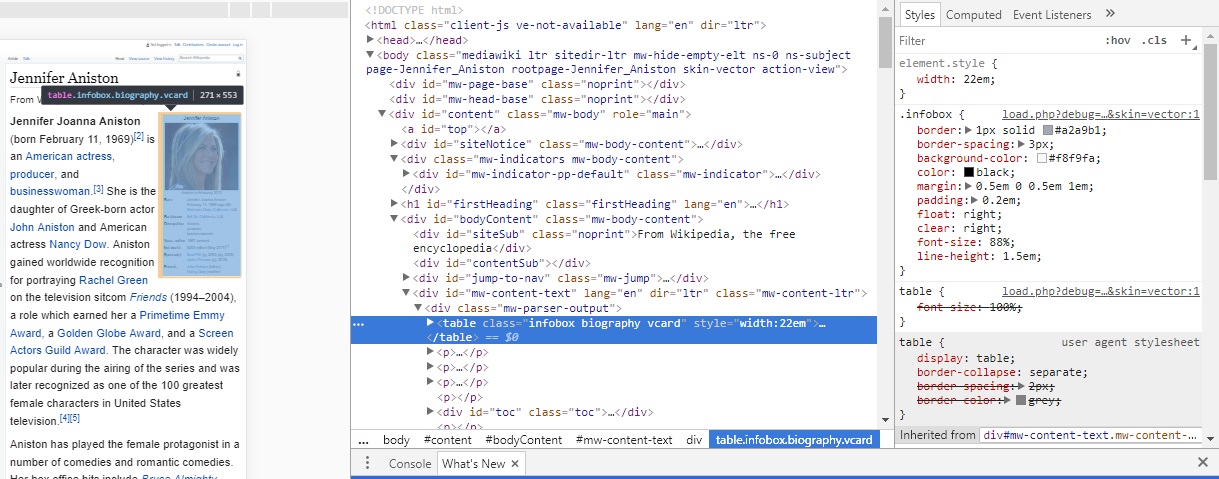 Not logged in Talk Contributions Create account Log in
Article Talk
Read View source View history
Search Wikipedia
Jennifer Aniston
From W
table.infobox.biography.vcard | 271 × 553
Jennifer Joanna Aniston
(born February 11, 1969)[2] is
an American actress,
producer, and
businesswoman.[3] She is the
daughter of Greek-born actor
John Aniston and American
actress Nancy Dow. Aniston
gained worldwide recognition
for portraying Rachel Green
on the television sitcom Friends (1994–2004),
a role which earned her a Primetime Emmy
Award, a Golden Globe Award, and a Screen
Actors Guild Award. The character was widely
popular during the airing of the series and was
later recognized as one of the 100 greatest
female characters in United States
television.[4][5]
Aniston has played the female protagonist in a
number of comedies and romantic comedies.
Her box office hits include Bruce Almighty
Jennifer Aniston
<!DOCTYPE html>
<html class="client-js ve-not-available" lang="en" dir="ltr">
<head>…</head>
<body class="mediawiki ltr sitedir-ltr mw-hide-empty-elt ns-0 ns-subject
page-Jennifer_Aniston rootpage-Jennifer_Aniston skin-vector action-view">
<div id="mw-page-base" class="noprint"></div>
<div id="mw-head-base" class="noprint"></div>
<div id="content" class="mw-body" role="main">
<a id="top"></a>
<div id="siteNotice" class="mw-body-content">…</div>
<div class="mw-indicators mw-body-content">
<div id="mw-indicator-pp-default" class="mw-indicator">…</div>
</div>
<h1 id="firstHeading" class="firstHeading" lang="en">…</h1>
<div id="bodyContent" class="mw-body-content">
<div id="siteSub" class="noprint">From Wikipedia, the free
encyclopedia</div>
<div id="contentSub"></div>
<div id="jump-to-nav" class="mw-jump">…</div>
<div id="mw-content-text" lang="en" dir="ltr" class="mw-content-ltr">
<div class="mw-parser-output">
… <table class="infobox biography vcard" style="width:22em">…
</table> == $0
<p>…</p>
<p>…</p>
<p>…</p>
<p></p>
<div id="toc" class="toc">…</div>
<p></p>
… body #content #bodyContent #mw-content-text div table.infobox.biography.vcard
Console What's New ×
Styles Computed Event Listeners »
Filter :hov .cls +
element.style {
width: 22em;
}
.infobox { load.php?debug=…&skin=vector:1
border: 1px solid #a2a9b1;
border-spacing: 3px;
background-color: #f8f9fa;
color: black;
margin: 0.5em 0 0.5em 1em;
padding: 0.2em;
float: right;
clear: right;
font-size: 88%;
line-height: 1.5em;
}
table { load.php?debug=…&skin=vector:1
font-size: 100%;
}
table { user agent stylesheet
display: table;
border-collapse: separate;
border-spacing: 2px;
border-color: grey;
}
Inherited from div#mw-content-text.mw-content-…